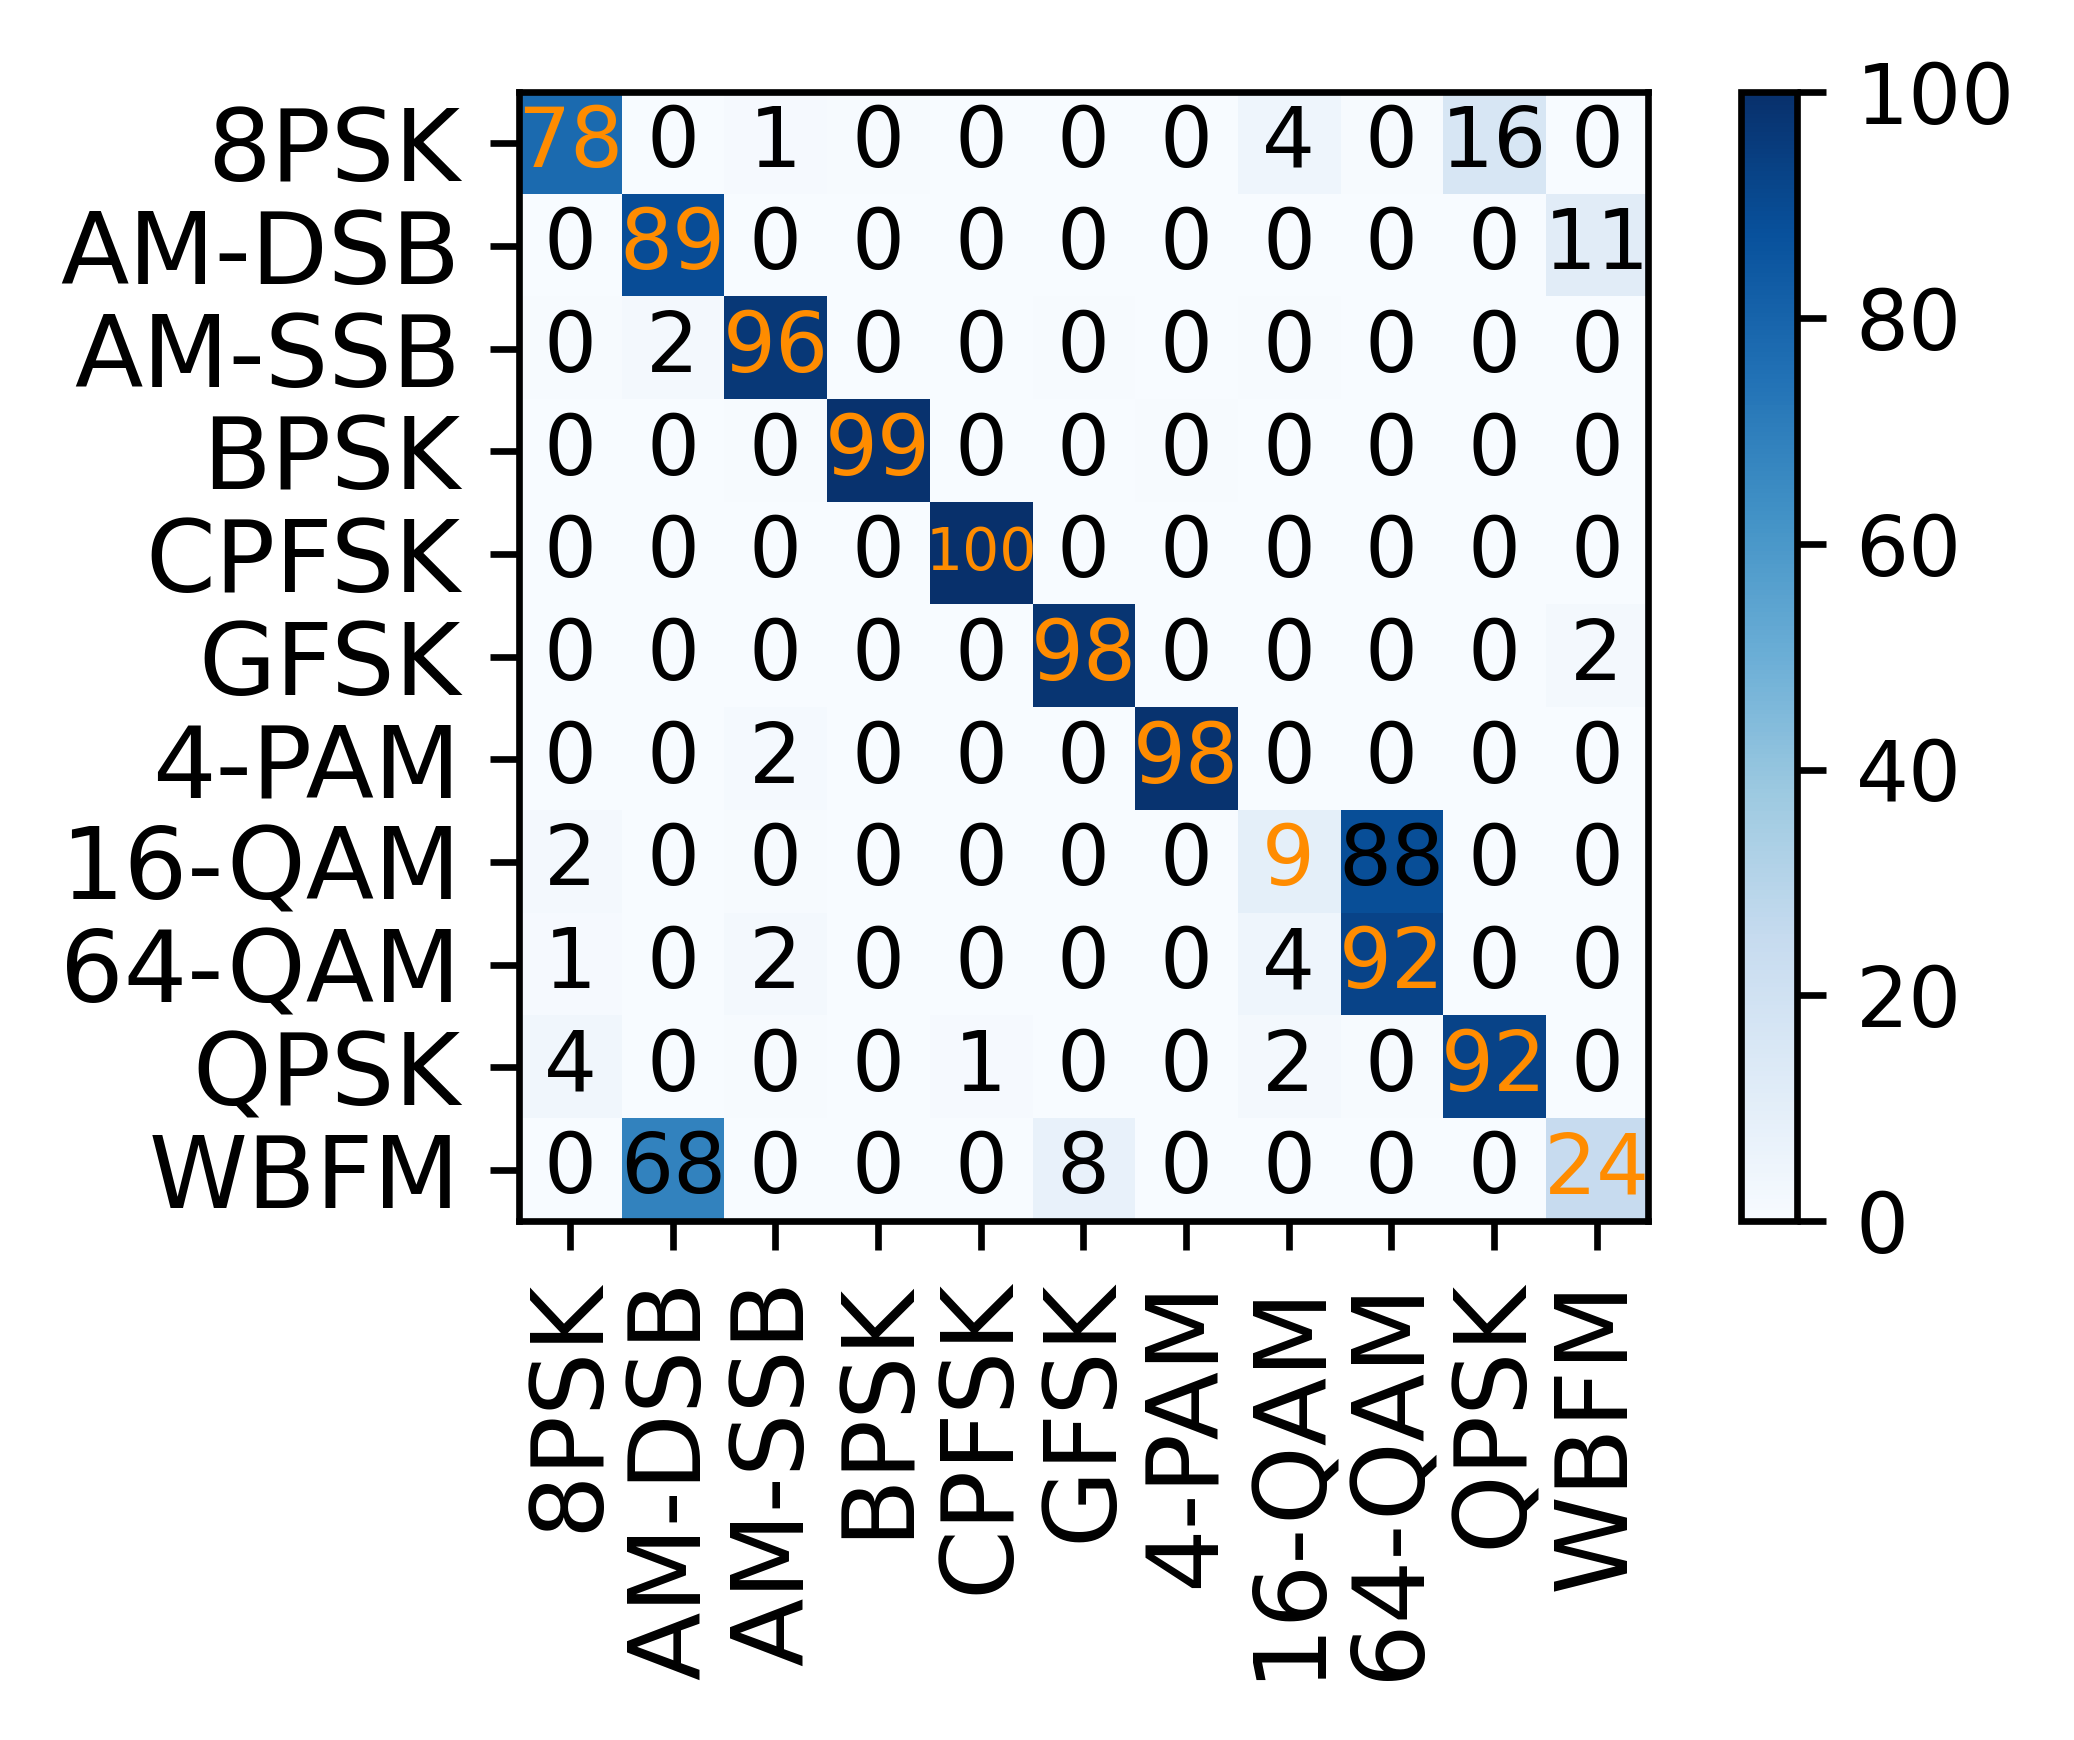 8PSK 78 0 1 0 0 0 0 4 0 16 0
AM-DSB 0 89 0 0 0 0 0 0 0 0 11
AM-SSB 0 2 96 0 0 0 0 0 0 0 0
BPSK 0 0 0 99 0 0 0 0 0 0 0
CPFSK 0 0 0 0 100 0 0 0 0 0 0
GFSK 0 0 0 0 0 98 0 0 0 0 2
4-PAM 0 0 2 0 0 0 98 0 0 0 0
16-QAM 2 0 0 0 0 0 0 9 88 0 0
64-QAM 1 0 2 0 0 0 0 4 92 0 0
QPSK 4 0 0 0 1 0 0 2 0 92 0
WBFM 0 68 0 0 0 8 0 0 0 0 24
8PSK
AM-DSB
AM-SSB
BPSK
CPFSK
GFSK
4-PAM
16-QAM
64-QAM
QPSK
WBFM
100
80
60
40
20
0